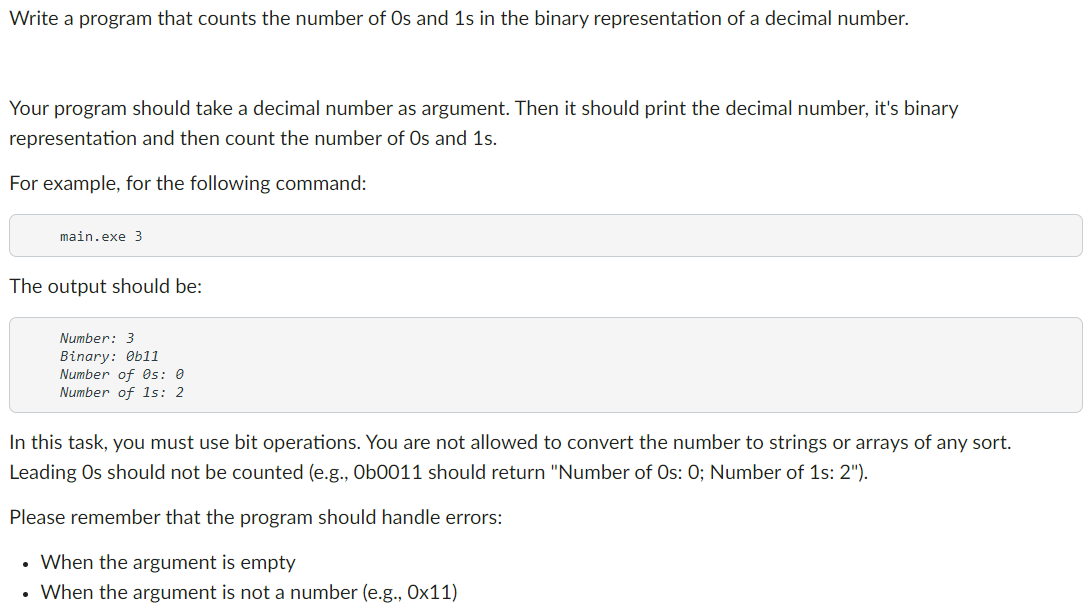 Write a program that counts the number of 0s and 1s in the binary representation of a decimal number.
Your program should take a decimal number as argument. Then it should print the decimal number, it's binary
representation and then count the number of 0s and 1s.
For example, for the following command:
main.exe 3
The output should be:
Number: 3
Binary: 0b11
Number of 0s: 0
Number of 1s: 2
In this task, you must use bit operations. You are not allowed to convert the number to strings or arrays of any sort.
Leading 0s should not be counted (e.g., 0b0011 should return "Number of 0s: 0; Number of 1s: 2").
Please remember that the program should handle errors:
• When the argument is empty
• When the argument is not a number (e.g., 0x11)